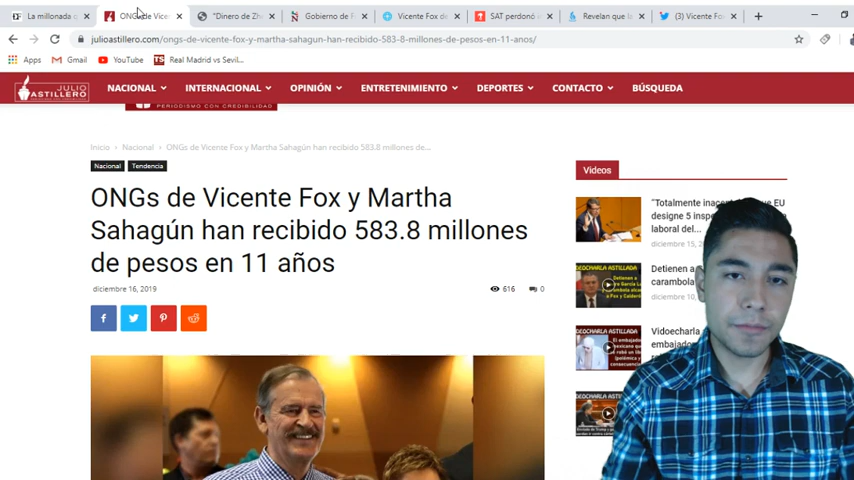 La millonada
ONGs de Vice
"Dinero de Zh
Gobierno de F
Vicente Fox de
SAT perdonó
Revelan que la
(3) Vicente Fox
julioastillero.com/ongs-de-vicente-fox-y-martha-sahagun-han-recibido-583-8-millones-de-pesos-en-11-anos/
Apps
Gmail
YouTube
Real Madrid vs Sevil...
JULIO ASTILLERO
NACIONAL
INTERNACIONAL
OPINIÓN
ENTRETENIMIENTO
DEPORTES
CONTACTO
BÚSQUEDA
PERIODISMO CON CREDIBILIDAD
Inicio › Nacional › ONGs de Vicente Fox y Martha Sahagún han recibido 583.8 millones de...
Nacional
Tendencia
ONGs de Vicente Fox y Martha
Sahagún han recibido 583.8 millones
de pesos en 11 años
diciembre 16, 2019
616
0
Videos
"Totalmente
que EU
designe 5
laboral del...
diciembre 15,
Detienen a
carambola
diciembre 10,
Videocharla
embajador